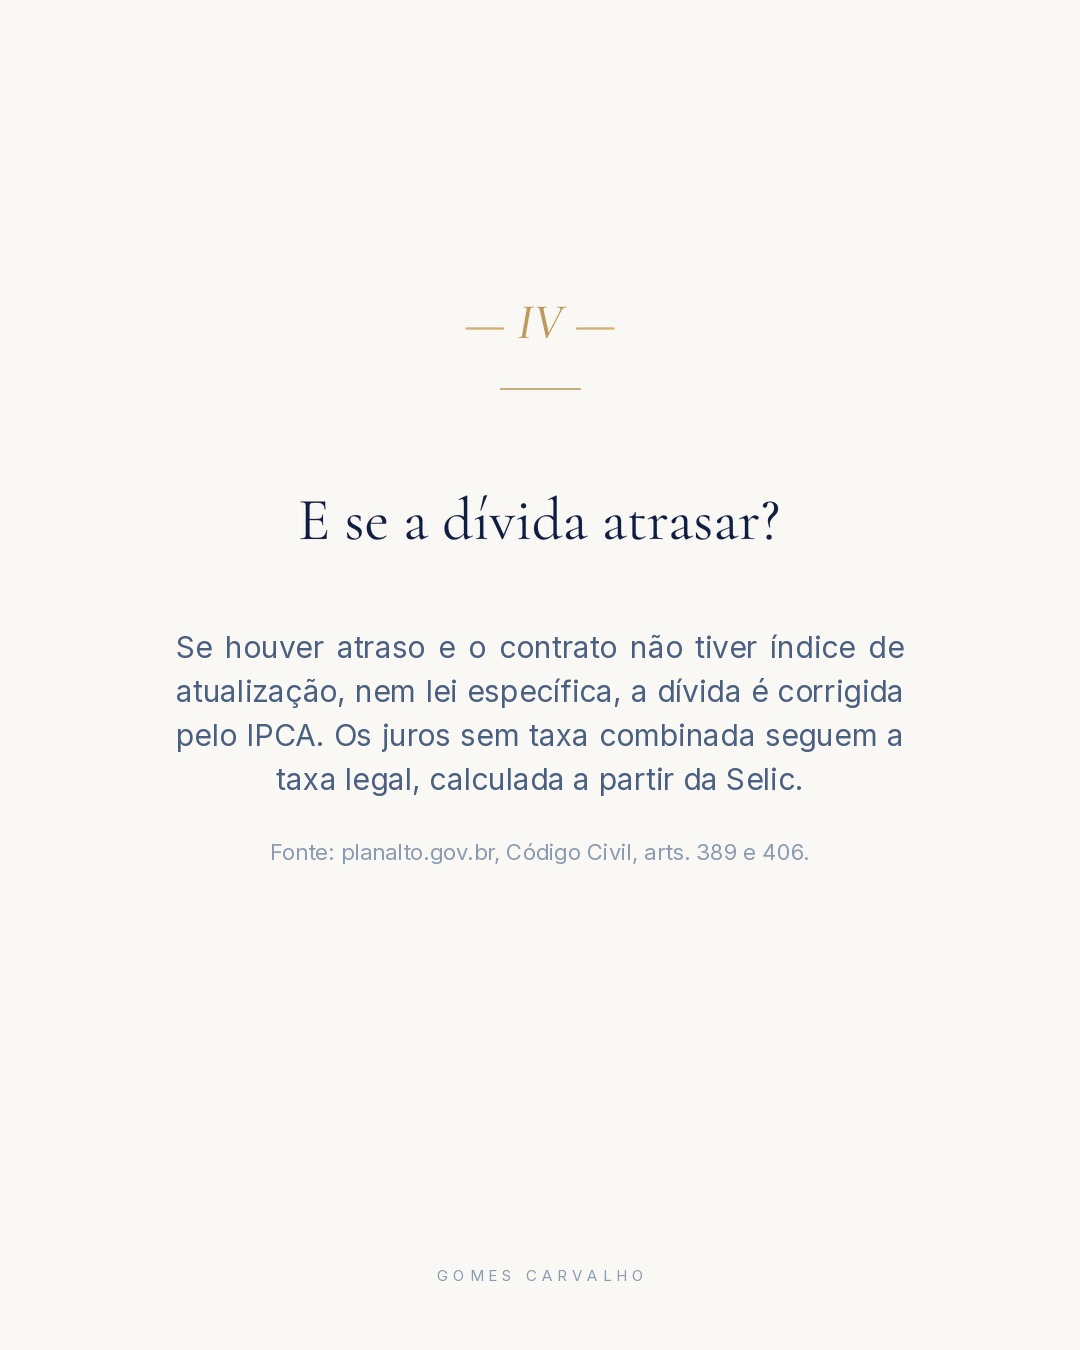 — IV —
E se a dívida atrasar?
Se houver atraso e o contrato não tiver índice de
atualização, nem lei específica, a dívida é corrigida
pelo IPCA. Os juros sem taxa combinada seguem a
taxa legal, calculada a partir da Selic.
Fonte: planalto.gov.br, Código Civil, arts. 389 e 406.
GOMES CARVALHO